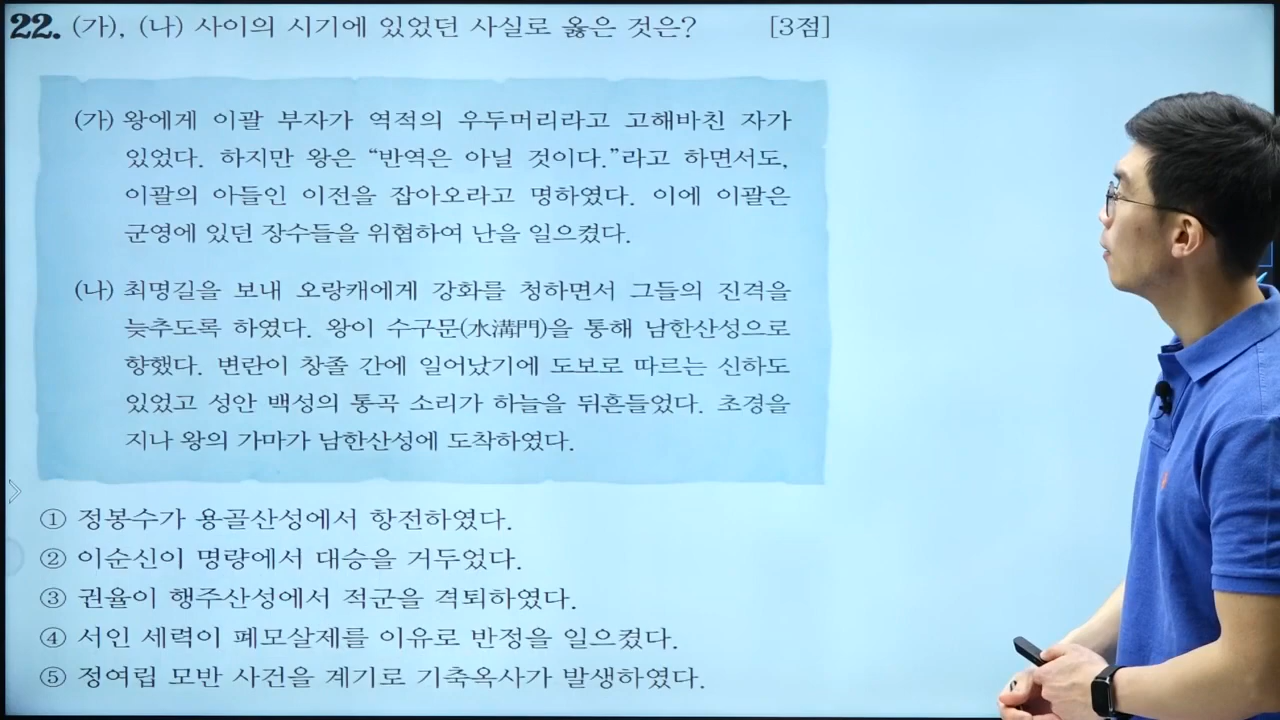 22. (가), (나) 사이의 시기에 있었던 사실로 옳은 것은? [3점]
(가) 왕에게 이괄 부자가 역적의 우두머리라고 고해바친 자가
있었다. 하지만 왕은 “반역은 아닐 것이다.”라고 하면서도,
이괄의 아들인 이전을 잡아오라고 명하였다. 이에 이괄은
군영에 있던 장수들을 위협하여 난을 일으켰다.
(나) 최명길을 보내 오랑캐에게 강화를 청하면서 그들의 진격을
늦추도록 하였다. 왕이 수구문(水溝門)을 통해 남한산성으로
향했다. 변란이 창졸 간에 일어났기에 도보로 따르는 신하도
있었고 성안 백성의 통곡 소리가 하늘을 뒤흔들었다. 초경을
지나 왕의 가마가 남한산성에 도착하였다.
① 정봉수가 용골산성에서 항전하였다.
② 이순신이 명량에서 대승을 거두었다.
③ 권율이 행주산성에서 적군을 격퇴하였다.
④ 서인 세력이 폐모살제를 이유로 반정을 일으켰다.
⑤ 정여립 모반 사건을 계기로 기축옥사가 발생하였다.